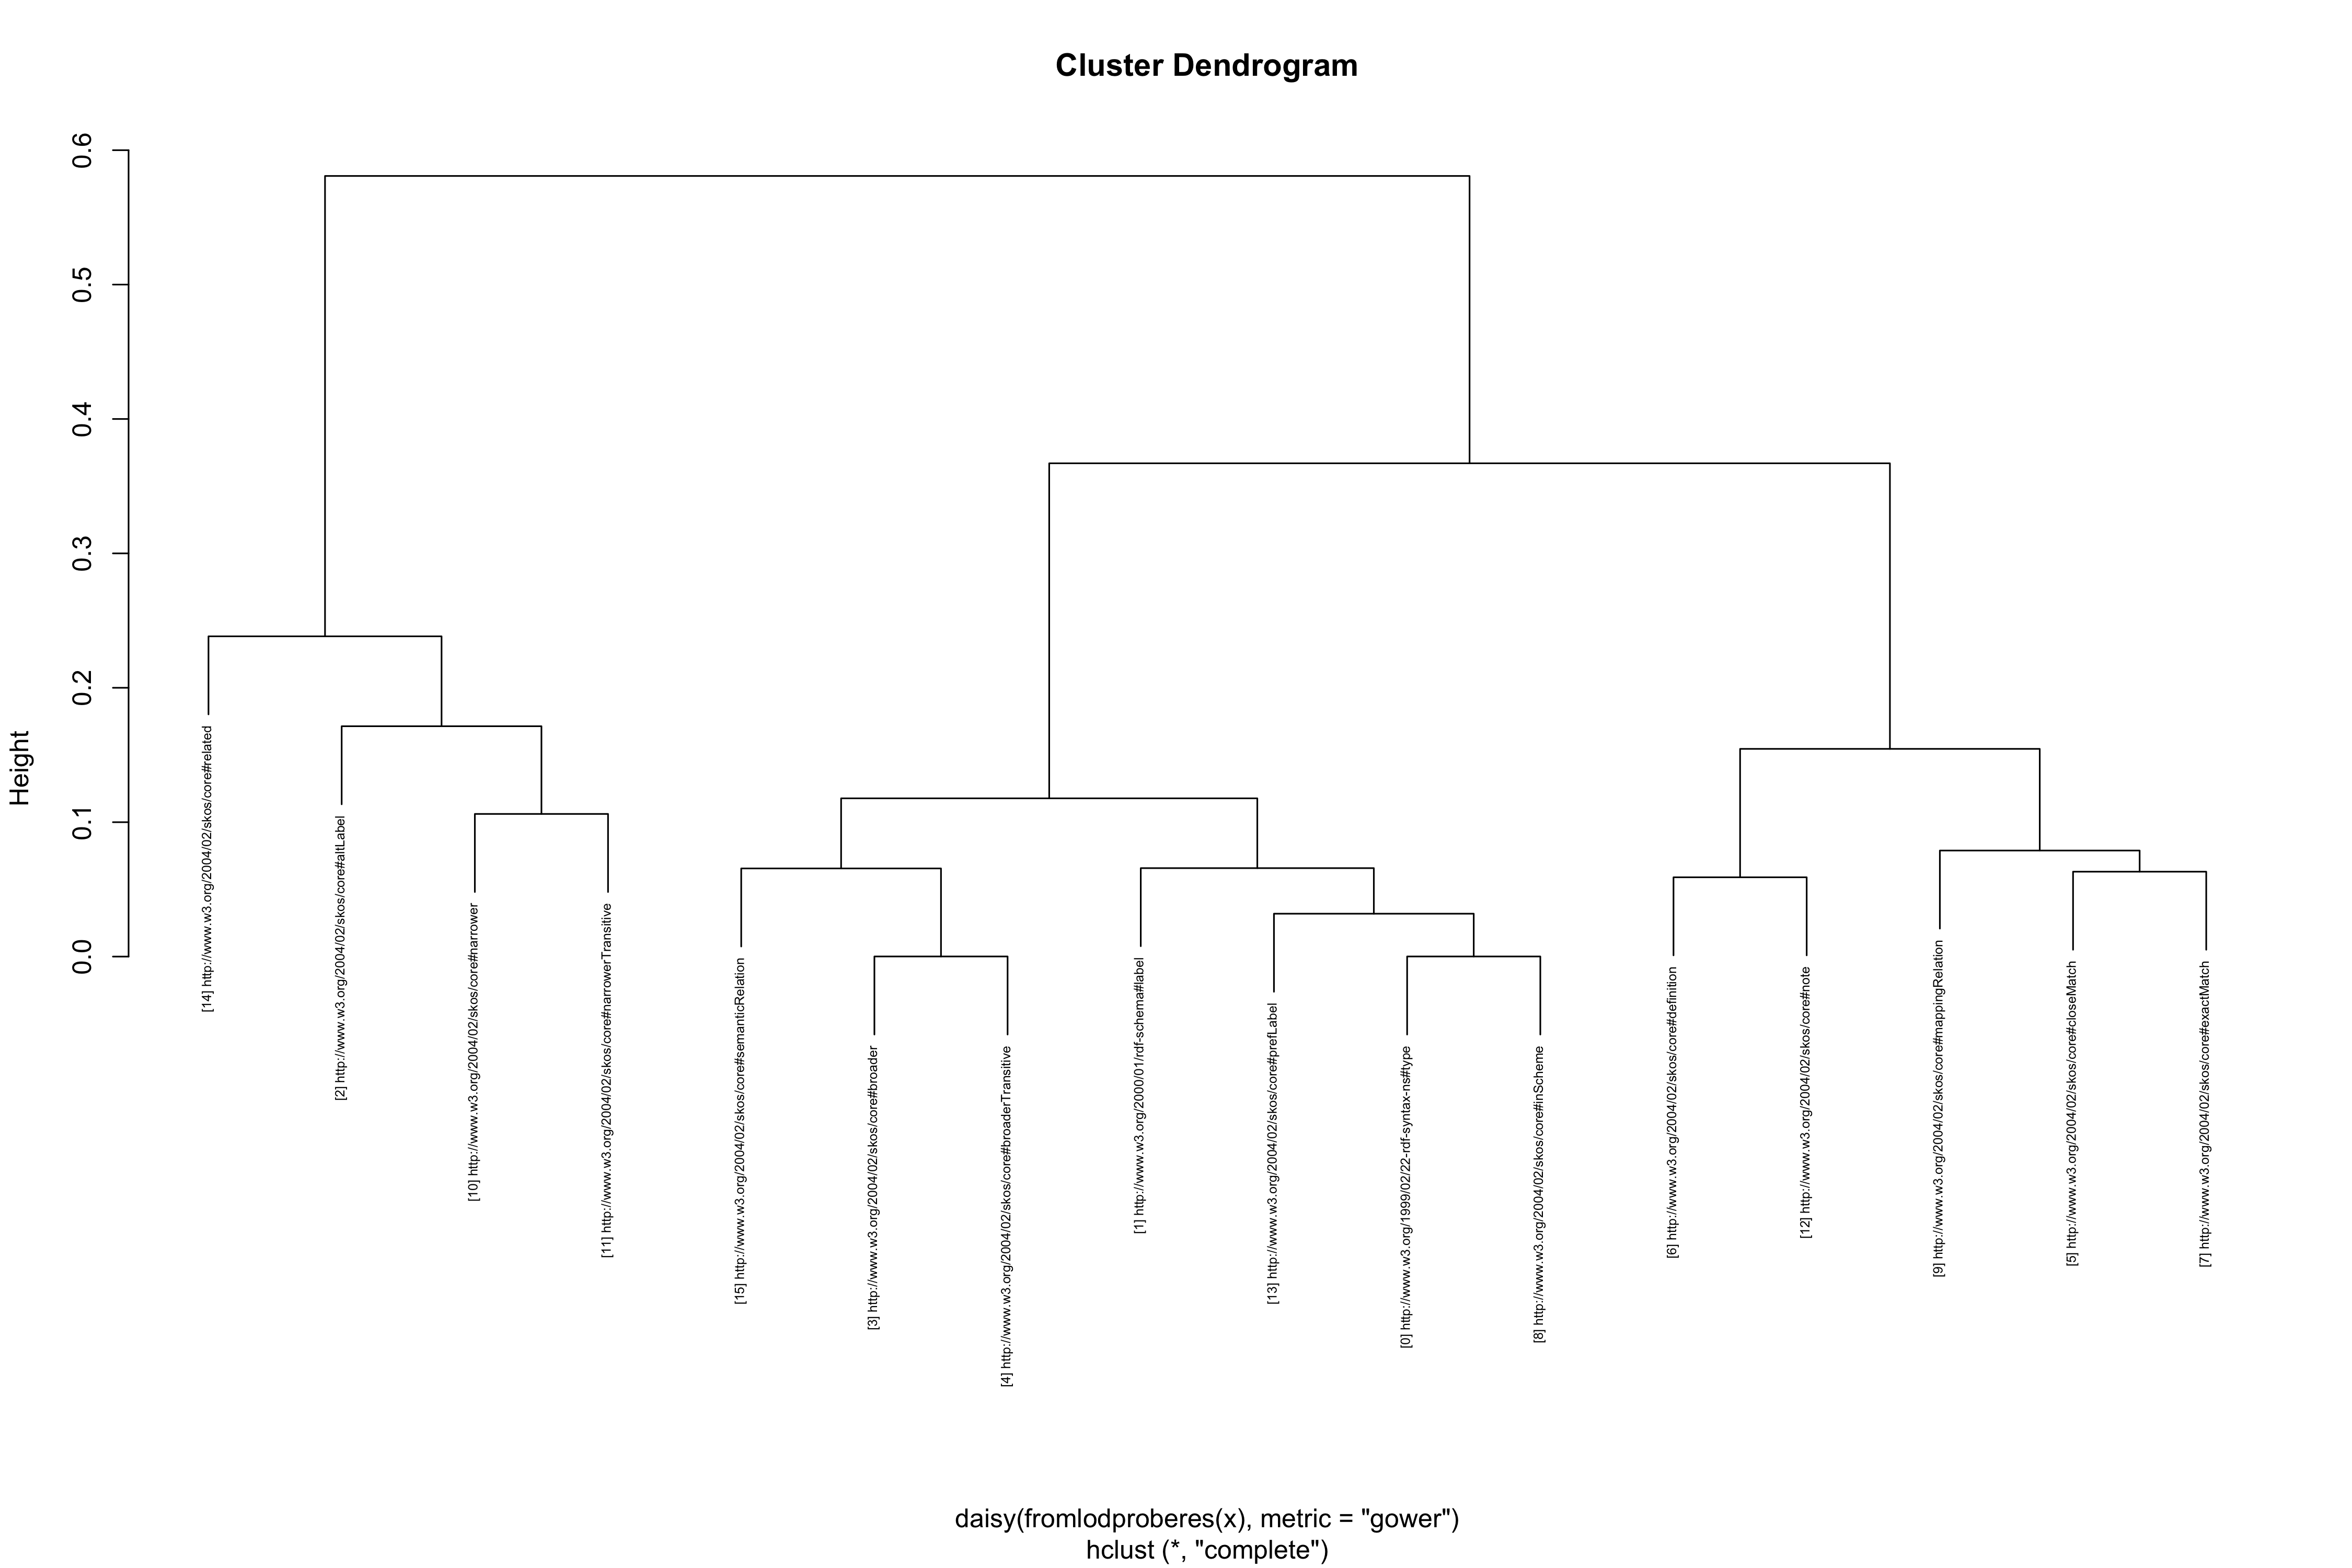 Cluster Dendrogram
Height
0.0
0.1
0.2
0.3
0.4
0.5
0.6
[14] http://www.w3.org/2004/02/skos/core#related
[2] http://www.w3.org/2004/02/skos/core#altLabel
[10] http://www.w3.org/2004/02/skos/core#narrower
[11] http://www.w3.org/2004/02/skos/core#narrowerTransitive
[15] http://www.w3.org/2004/02/skos/core#semanticRelation
[3] http://www.w3.org/2004/02/skos/core#broader
[4] http://www.w3.org/2004/02/skos/core#broaderTransitive
[1] http://www.w3.org/2000/01/rdf-schema#label
[13] http://www.w3.org/2004/02/skos/core#prefLabel
[0] http://www.w3.org/1999/02/22-rdf-syntax-ns#type
[8] http://www.w3.org/2004/02/skos/core#inScheme
[6] http://www.w3.org/2004/02/skos/core#definition
[12] http://www.w3.org/2004/02/skos/core#note
[9] http://www.w3.org/2004/02/skos/core#mappingRelation
[5] http://www.w3.org/2004/02/skos/core#closeMatch
[7] http://www.w3.org/2004/02/skos/core#exactMatch
daisy(fromlodproberes(x), metric = "gower")
hclust (*, "complete")